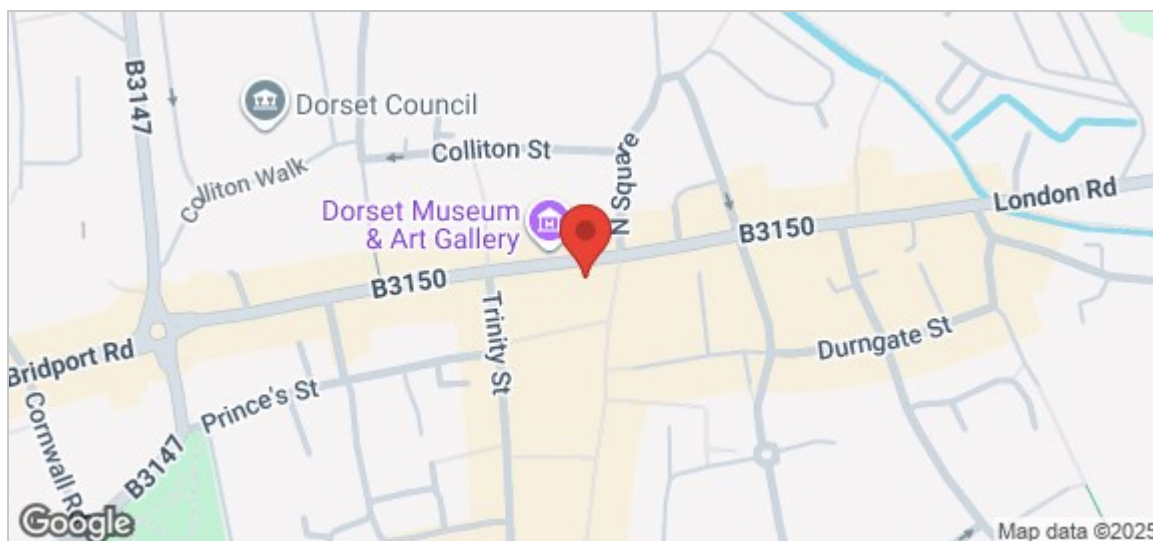 B3147
Dorset Council
Colliton St
N Square
Colliton Walk
Dorset Museum
& Art Gallery
London Rd
B3150
B3150
Trinity St
Durngate St
Bridport Rd
Prince's St
Cornwall Rd
B3147
Google
Map data ©2025